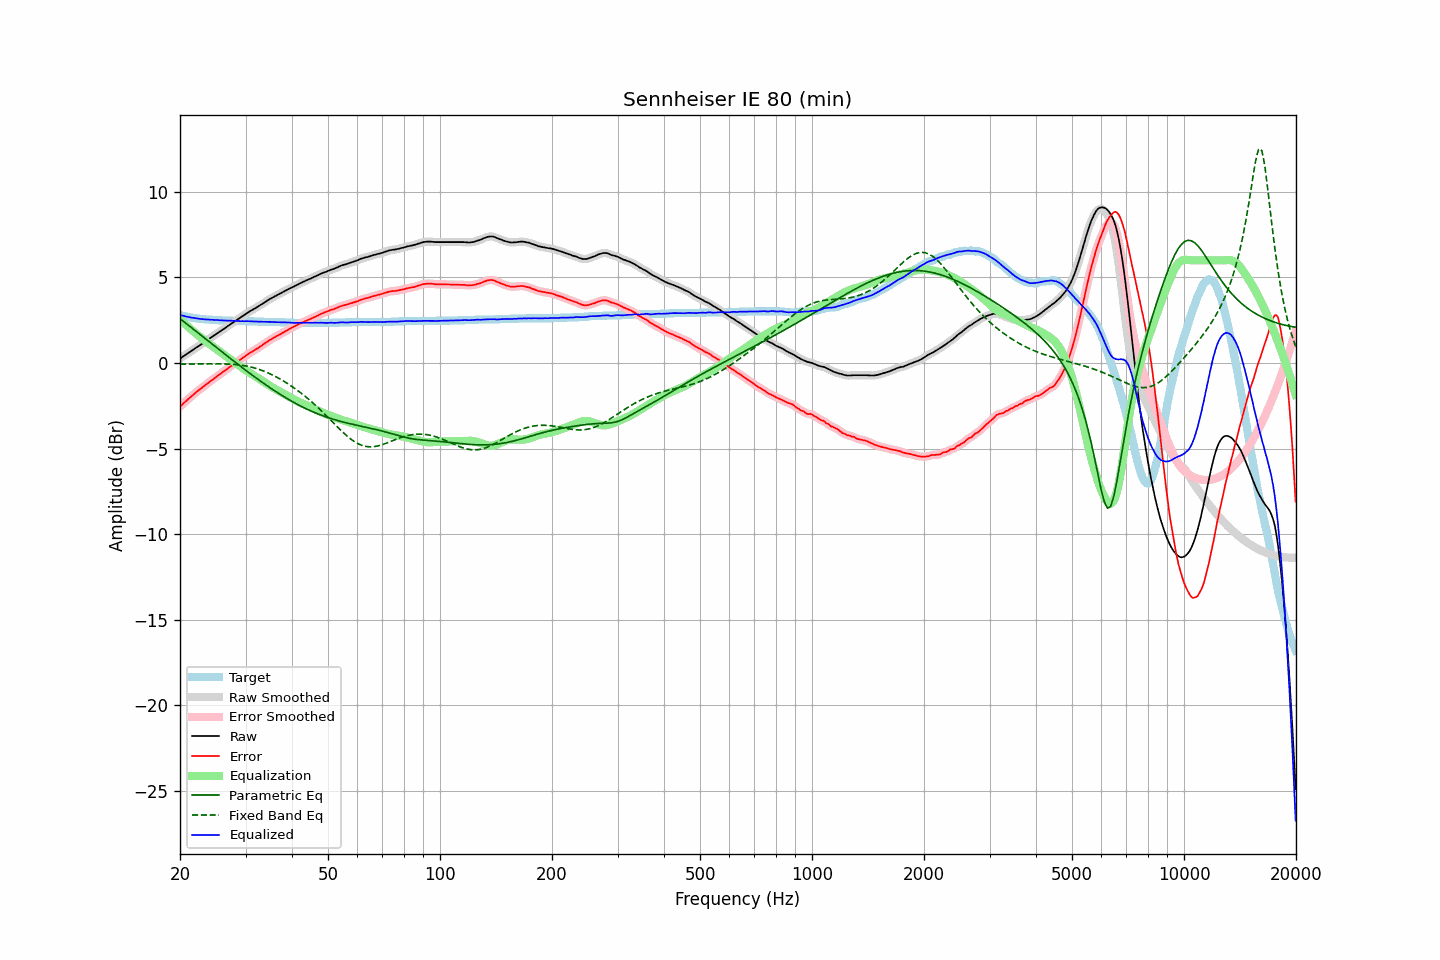 Sennheiser IE 80 (min)
10
5
0
−5
−10
−15
−20
−25
Amplitude (dBr)
Target
Raw Smoothed
Error Smoothed
Raw
Error
Equalization
Parametric Eq
Fixed Band Eq
Equalized
20 50 100 200 500 1000 2000 5000 10000 20000
Frequency (Hz)